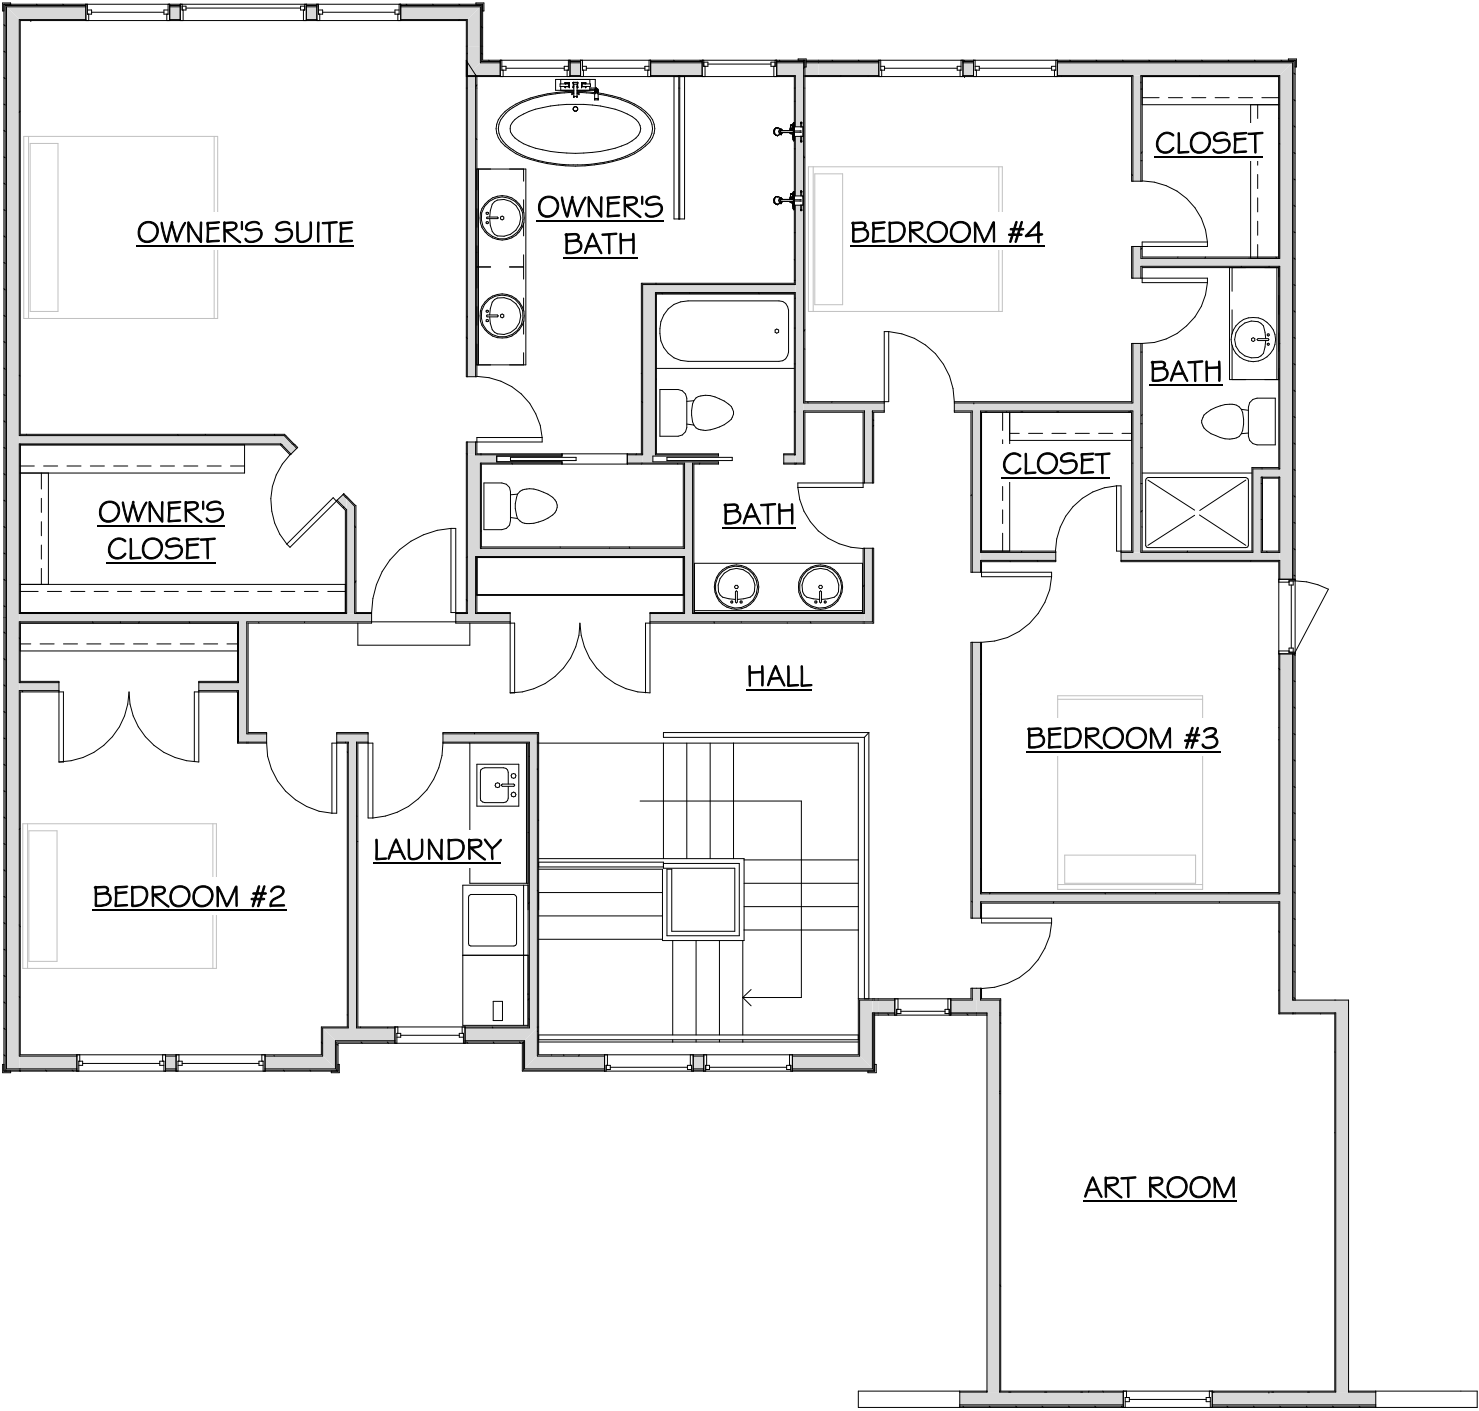 CLOSET
OWNER'S SUITE
OWNER'S
BATH
BEDROOM #4
BATH
CLOSET
OWNER'S
CLOSET
BATH
HALL
BEDROOM #3
LAUNDRY
BEDROOM #2
ART ROOM